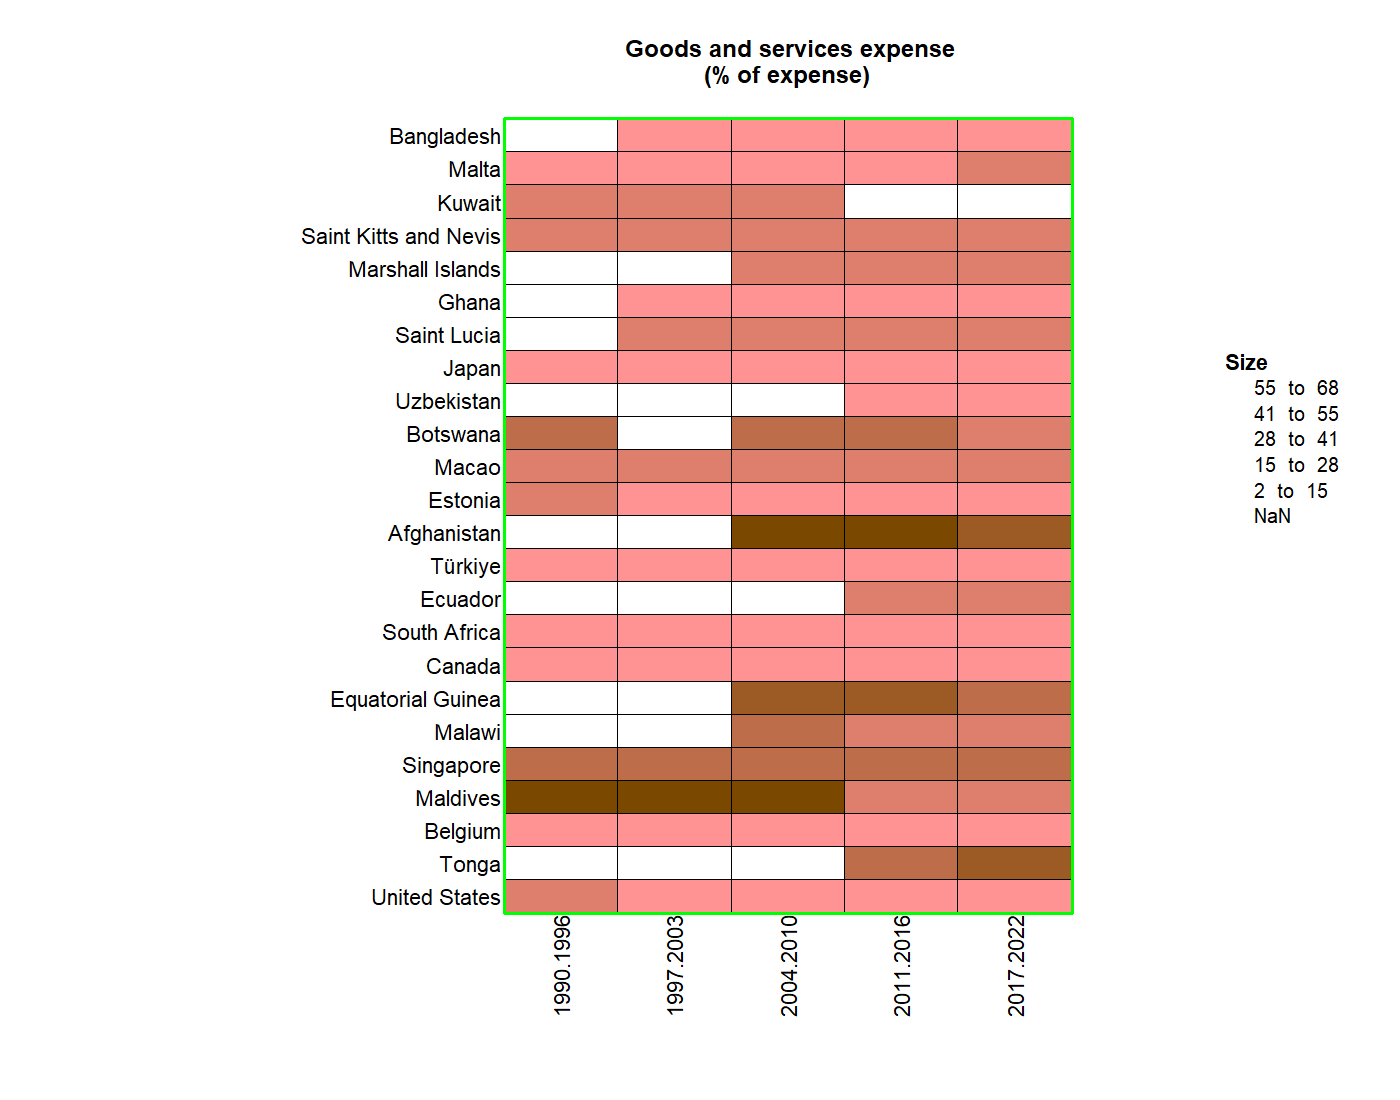 Goods and services expense
(% of expense)
Bangladesh
Malta
Kuwait
Saint Kitts and Nevis
Marshall Islands
Ghana
Saint Lucia
Japan
Uzbekistan
Botswana
Macao
Estonia
Afghanistan
Türkiye
Ecuador
South Africa
Canada
Equatorial Guinea
Malawi
Singapore
Maldives
Belgium
Tonga
United States
1990.1996
1997.2003
2004.2010
2011.2016
2017.2022
Size
55 to 68
41 to 55
28 to 41
15 to 28
2 to 15
NaN